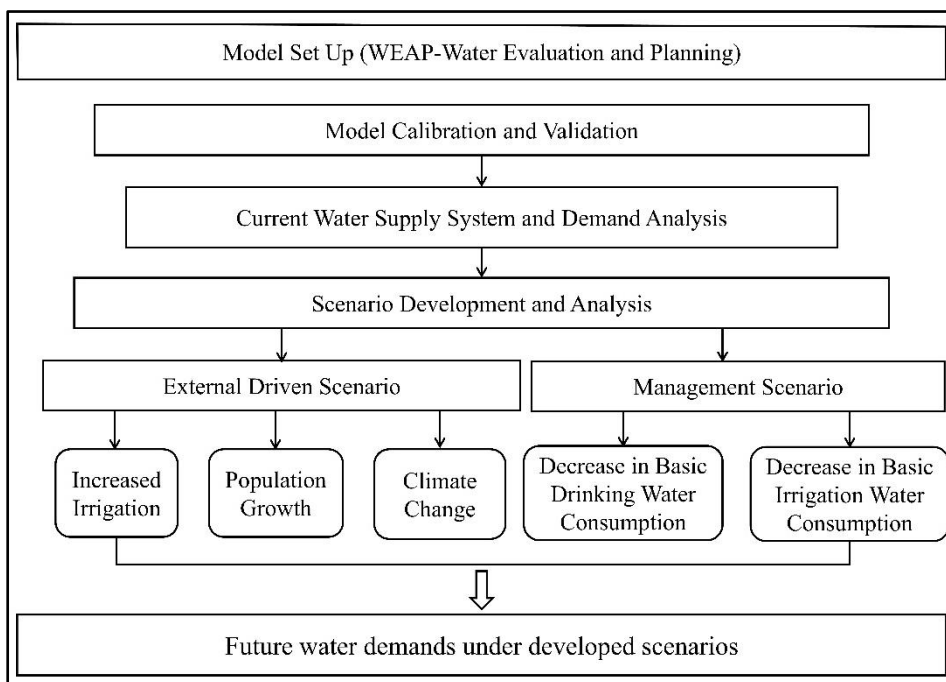 Model Set Up (WEAP-Water Evaluation and Planning)
Model Calibration and Validation
Current Water Supply System and Demand Analysis
Scenario Development and Analysis
External Driven Scenario
Management Scenario
Increased
Irrigation
Population
Growth
Climate
Change
Decrease in Basic
Drinking Water
Consumption
Decrease in Basic
Irrigation Water
Consumption
Future water demands under developed scenarios